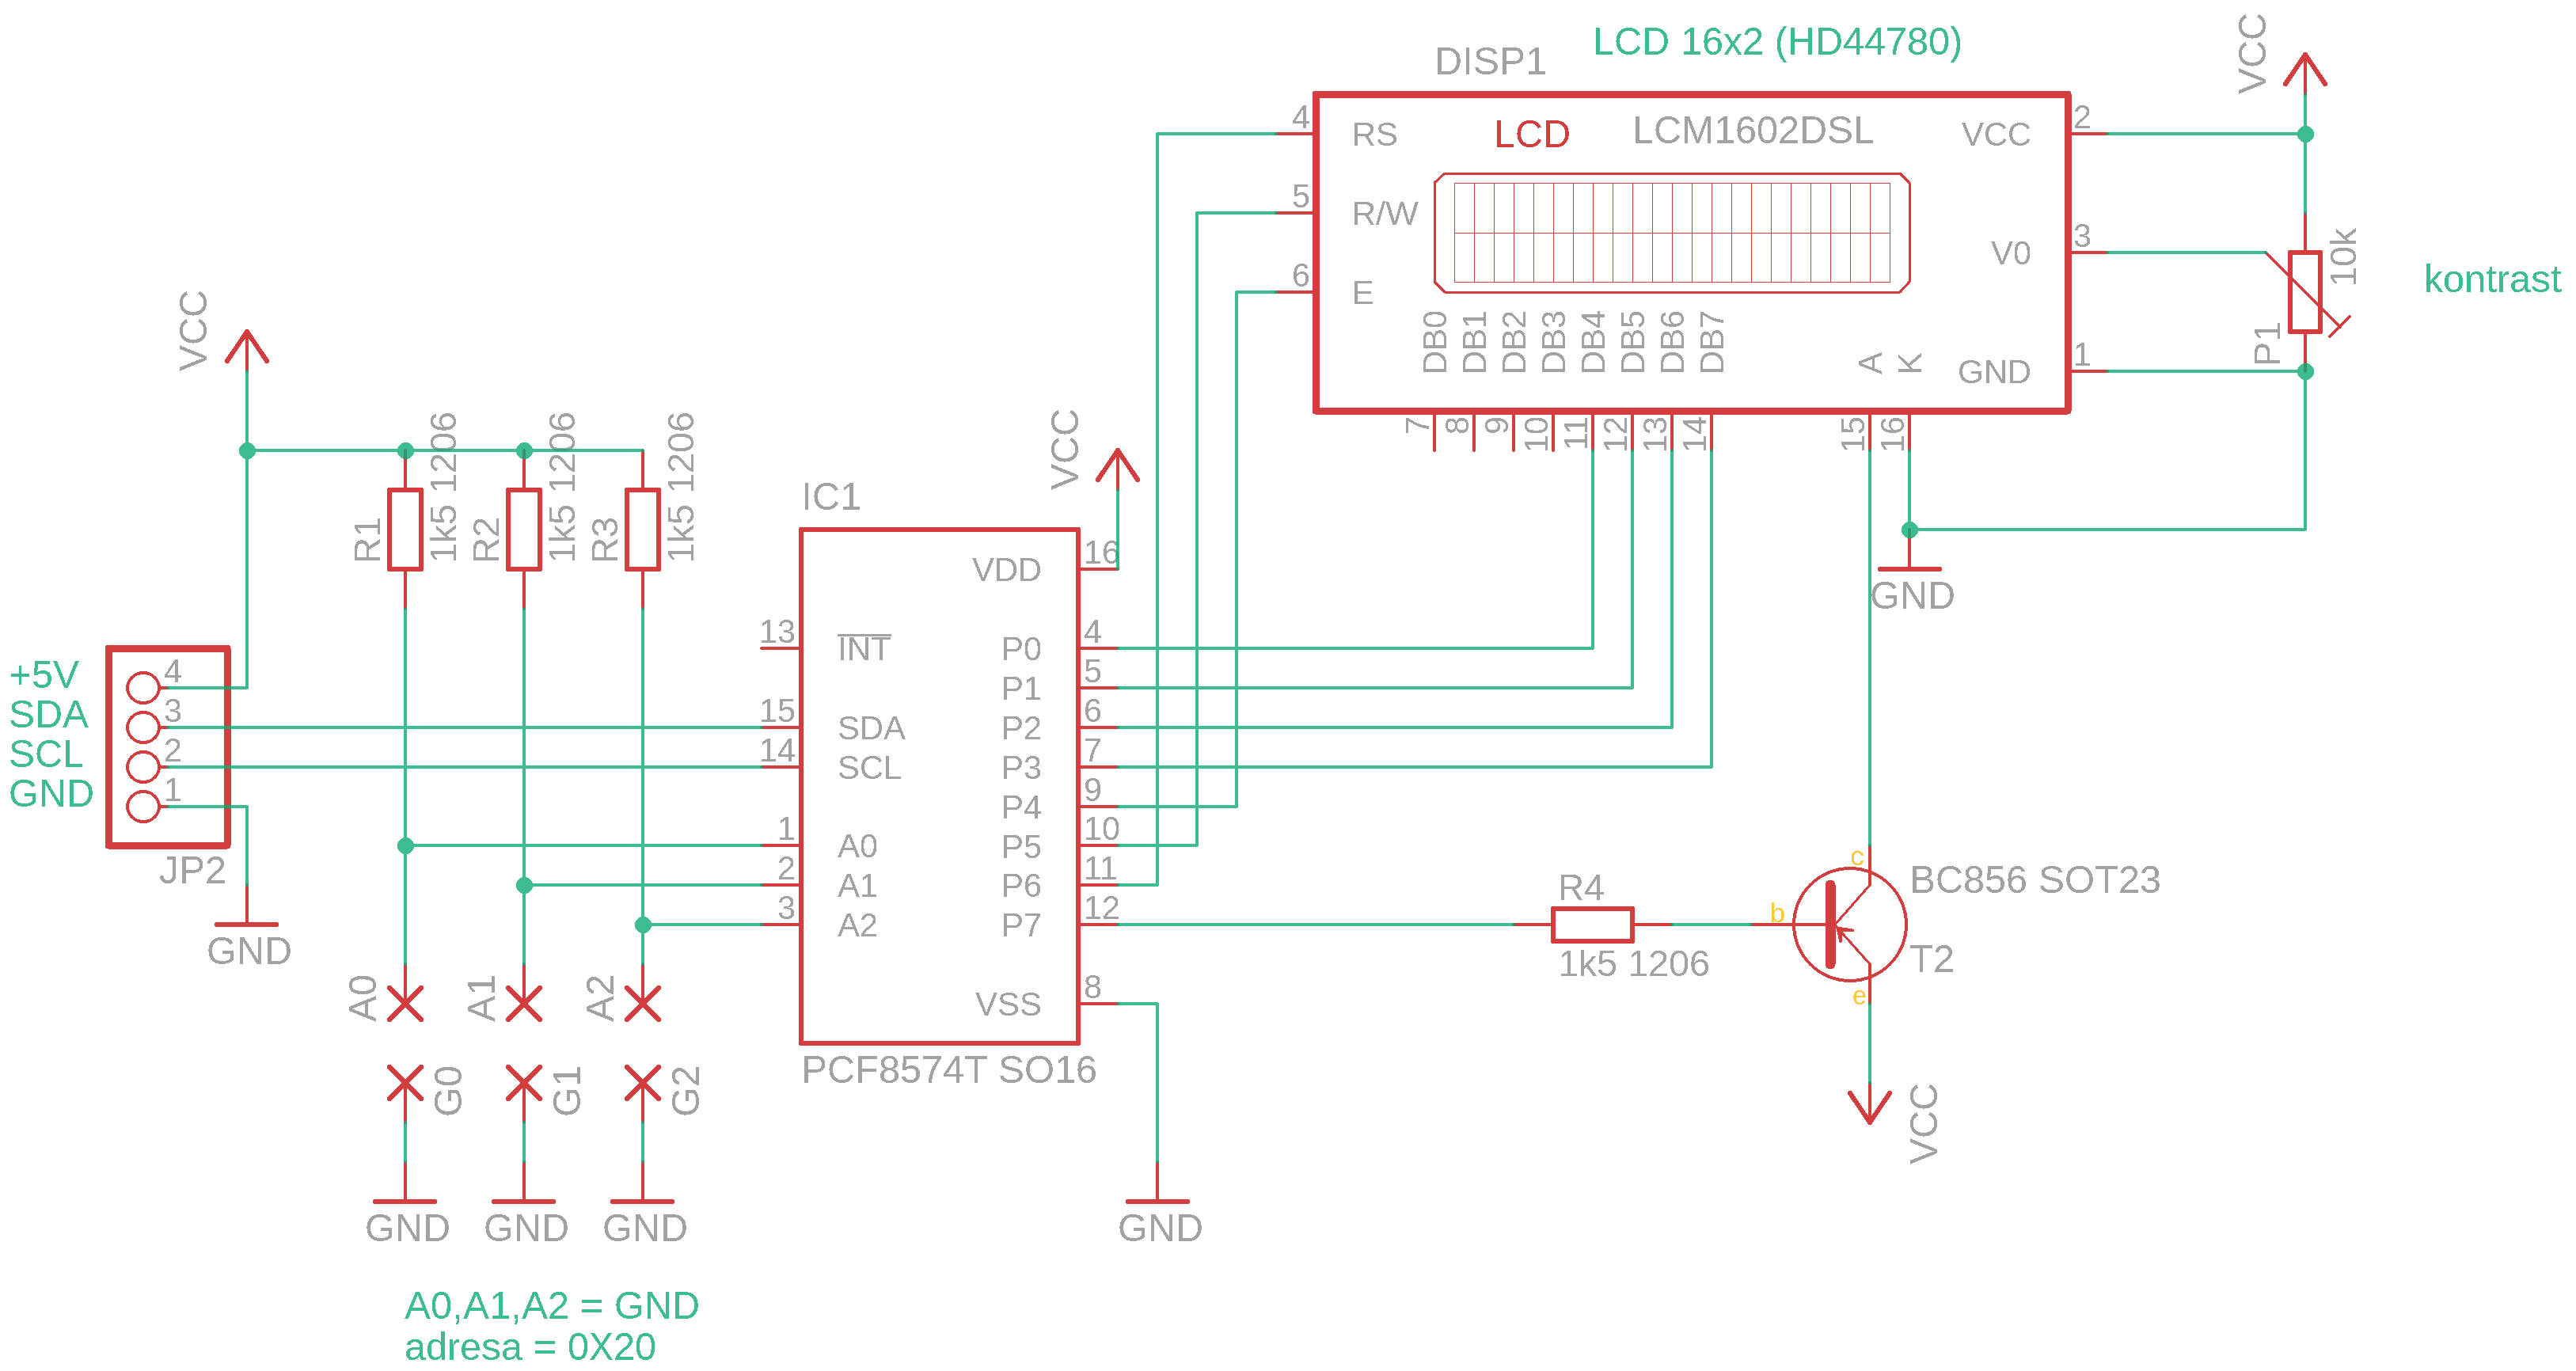 LCD 16x2 (HD44780)
DISP1
VCC
LCD
LCM1602DSL
4
RS
5
R/W
6
E
VCC
2
V0
3
GND
1
10k
P1
kontrast
DB0
DB1
DB2
DB3
DB4
DB5
DB6
DB7
A
K
7
8
9
10
11
12
13
14
15
16
GND
VCC
R1
1k5 1206
R2
1k5 1206
R3
1k5 1206
VCC
IC1
VDD
16
13
INT
P0
4
P1
5
15
SDA
P2
6
14
SCL
P3
7
P4
9
1
A0
P5
10
2
A1
P6
11
3
A2
P7
12
VSS
8
PCF8574T SO16
+5V
4
SDA
3
SCL
2
GND
1
JP2
GND
A0
A1
A2
G0
G1
G2
GND
GND
GND
GND
R4
1k5 1206
c
b
e
BC856 SOT23
T2
VCC
A0,A1,A2 = GND
adresa = 0X20